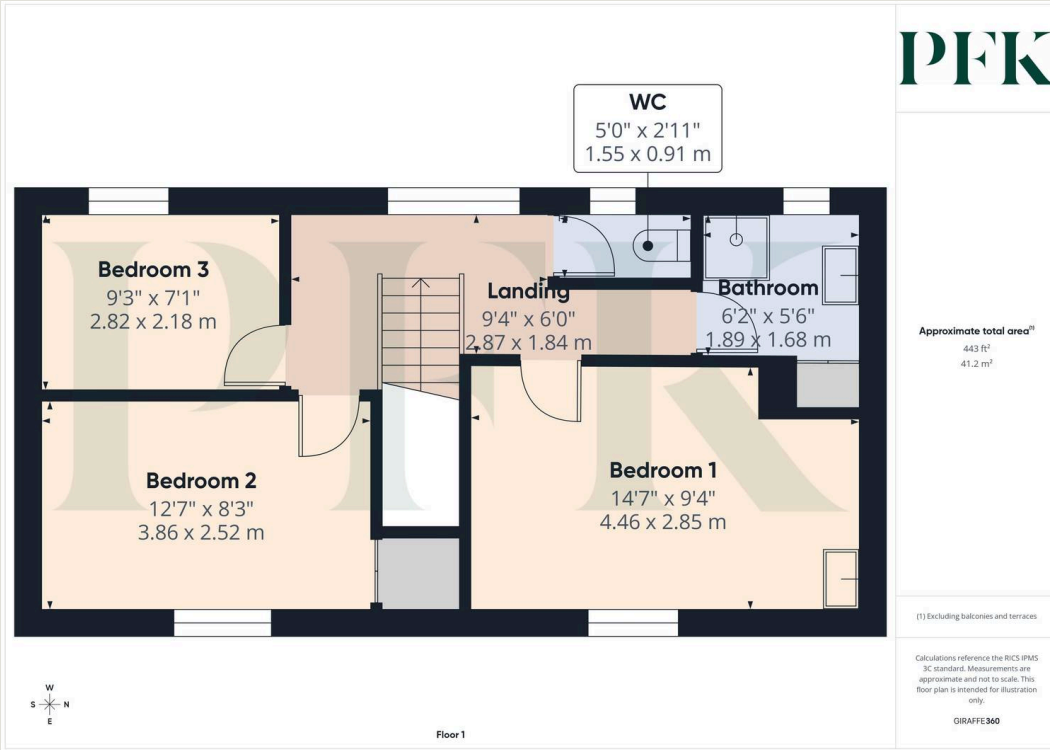 PFK
WC
5'0" x 2'11"
1.55 x 0.91 m
Bedroom 3
9'3" x 7'1"
2.82 x 2.18 m
Landing
9'4" x 6'0"
2.87 x 1.84 m
Bathroom
6'2" x 5'6"
1.89 x 1.68 m
Bedroom 2
12'7" x 8'3"
3.86 x 2.52 m
Bedroom 1
14'7" x 9'4"
4.46 x 2.85 m
PFK
Approximate total area(1)
443 ft²
41.2 m²
(1) Excluding balconies and terraces
Calculations reference the RICS IPMS
3C standard. Measurements are
approximate and not to scale. This
floor plan is intended for illustration
only.
GIRAFFE360
W
S N
E
Floor 1